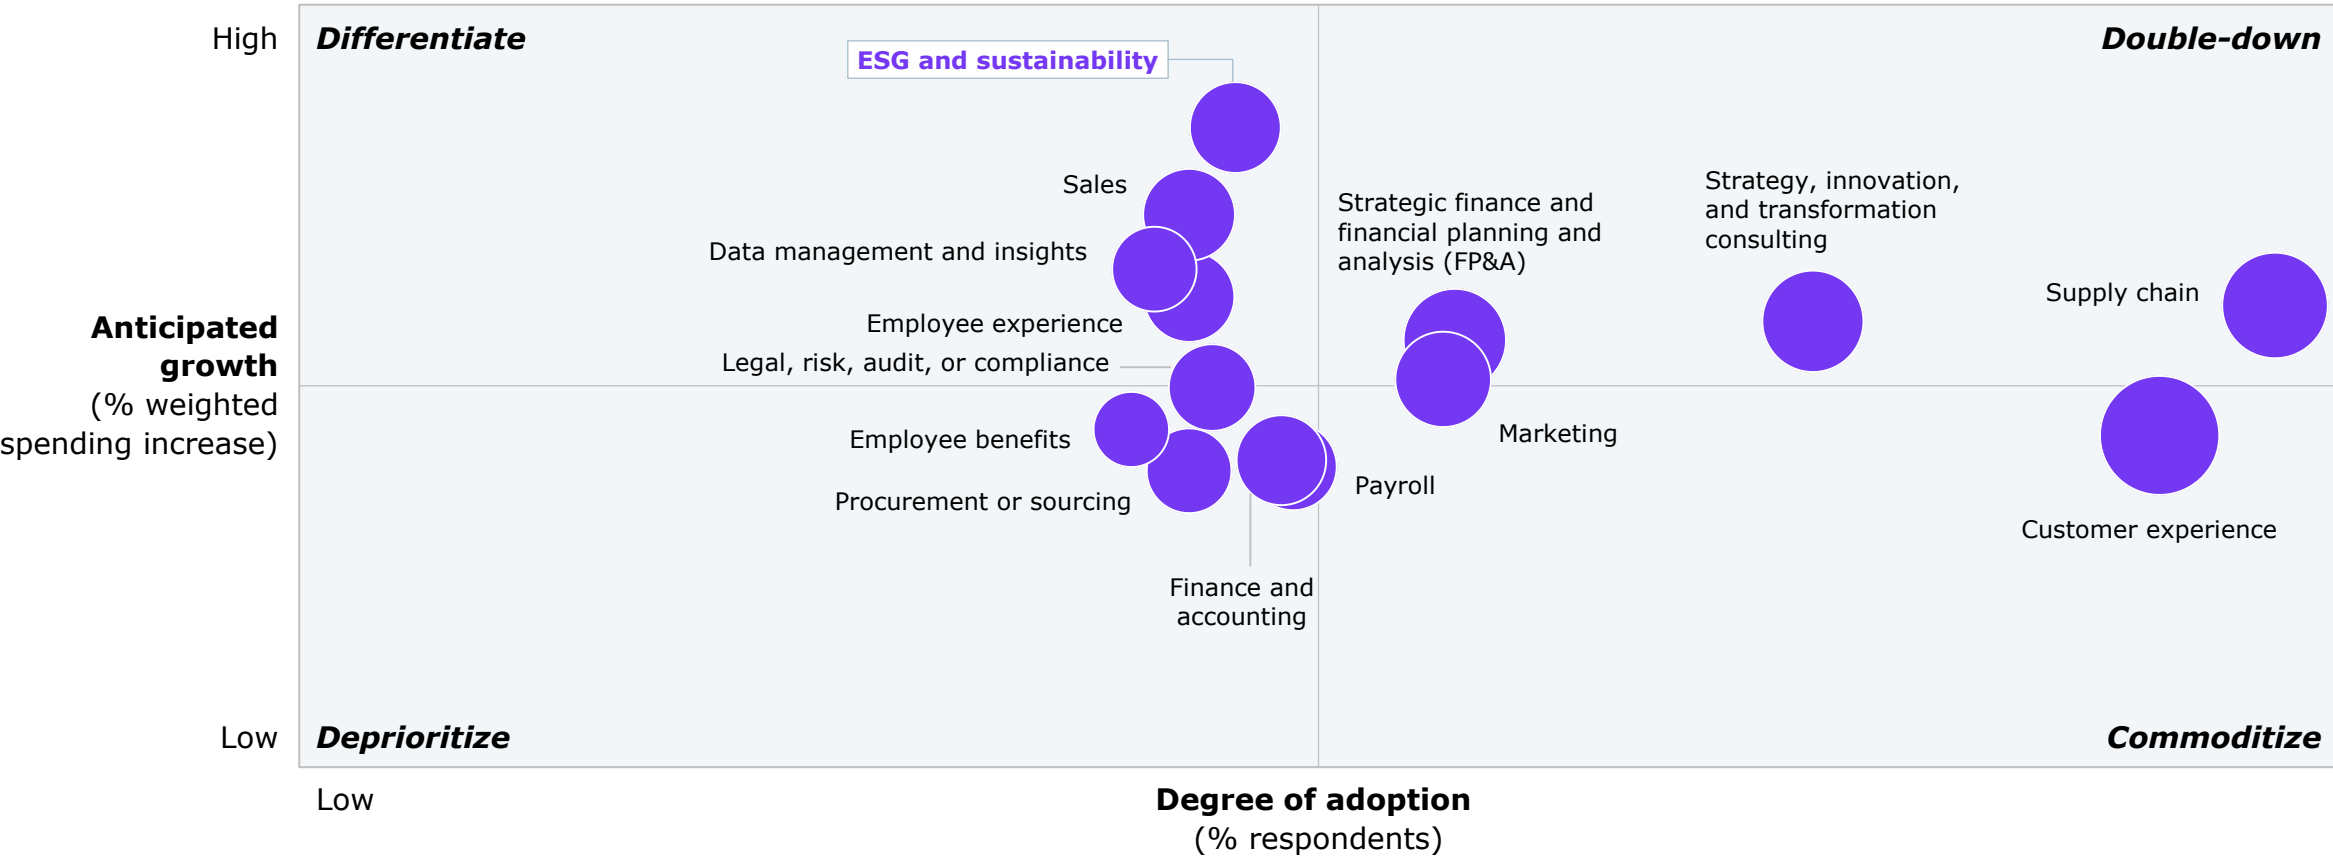 High
Differentiate
Double-down
ESG and sustainability
Sales
Strategy, innovation,
and transformation
consulting
Strategic finance and
financial planning and
analysis (FP&A)
Data management and insights
Supply chain
Employee experience
Legal, risk, audit, or compliance
Anticipated
growth
(% weighted
spending increase)
Employee benefits
Marketing
Procurement or sourcing
Payroll
Customer experience
Finance and
accounting
Low
Deprioritize
Commoditize
Low
Degree of adoption
(% respondents)